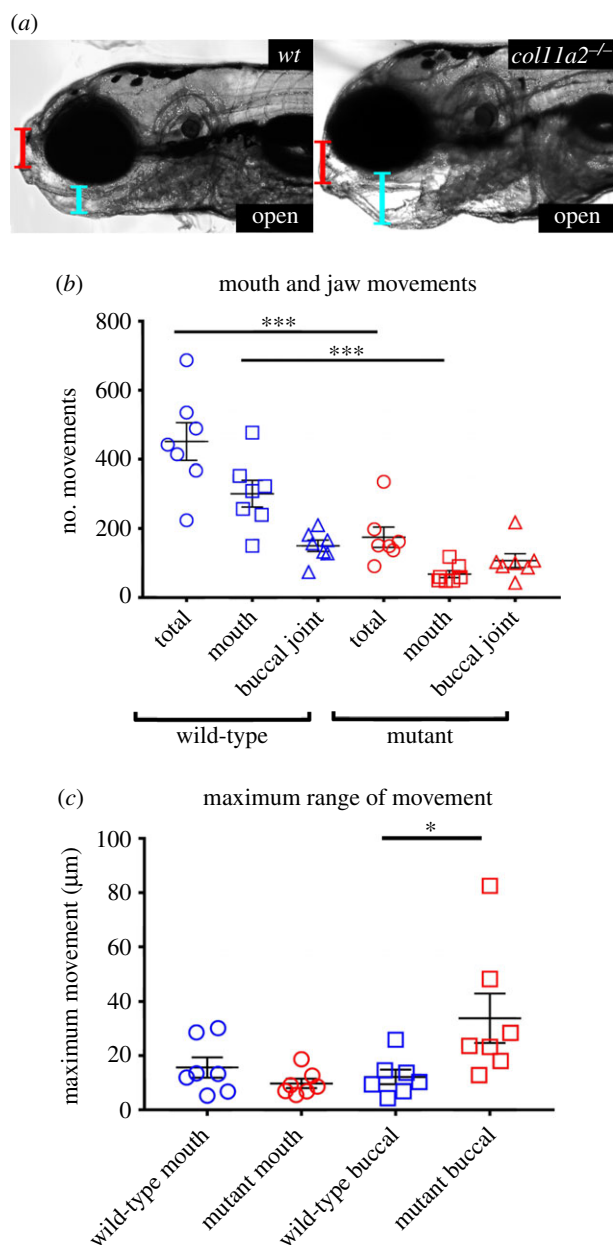 (a)
wt
col11a2–/–
open
open
(b)
mouth and jaw movements
***
***
no. movements
800
600
400
200
0
total
mouth
buccal joint
total
mouth
buccal joint
wild-type
mutant
(c)
maximum range of movement
*
maximum movement (µm)
100
80
60
40
20
0
wild-type mouth
mutant mouth
wild-type buccal
mutant buccal